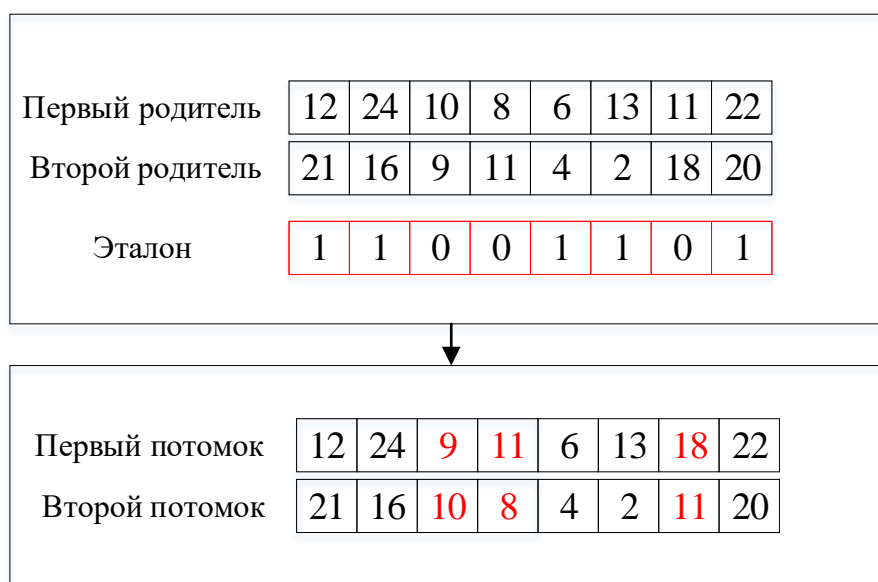 Первый родитель 12 24 10 8 6 13 11 22
Второй родитель 21 16 9 11 4 2 18 20
Эталон 1 1 0 0 1 1 0 1
Первый потомок 12 24 9 11 6 13 18 22
Второй потомок 21 16 10 8 4 2 11 20